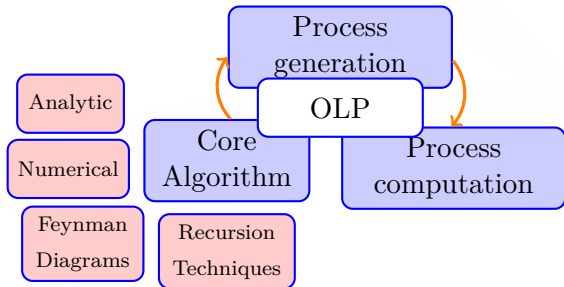 Process
generation
OLP
Core
Algorithm
Process
computation
Analytic
Numerical
Feynman
Diagrams
Recursion
Techniques